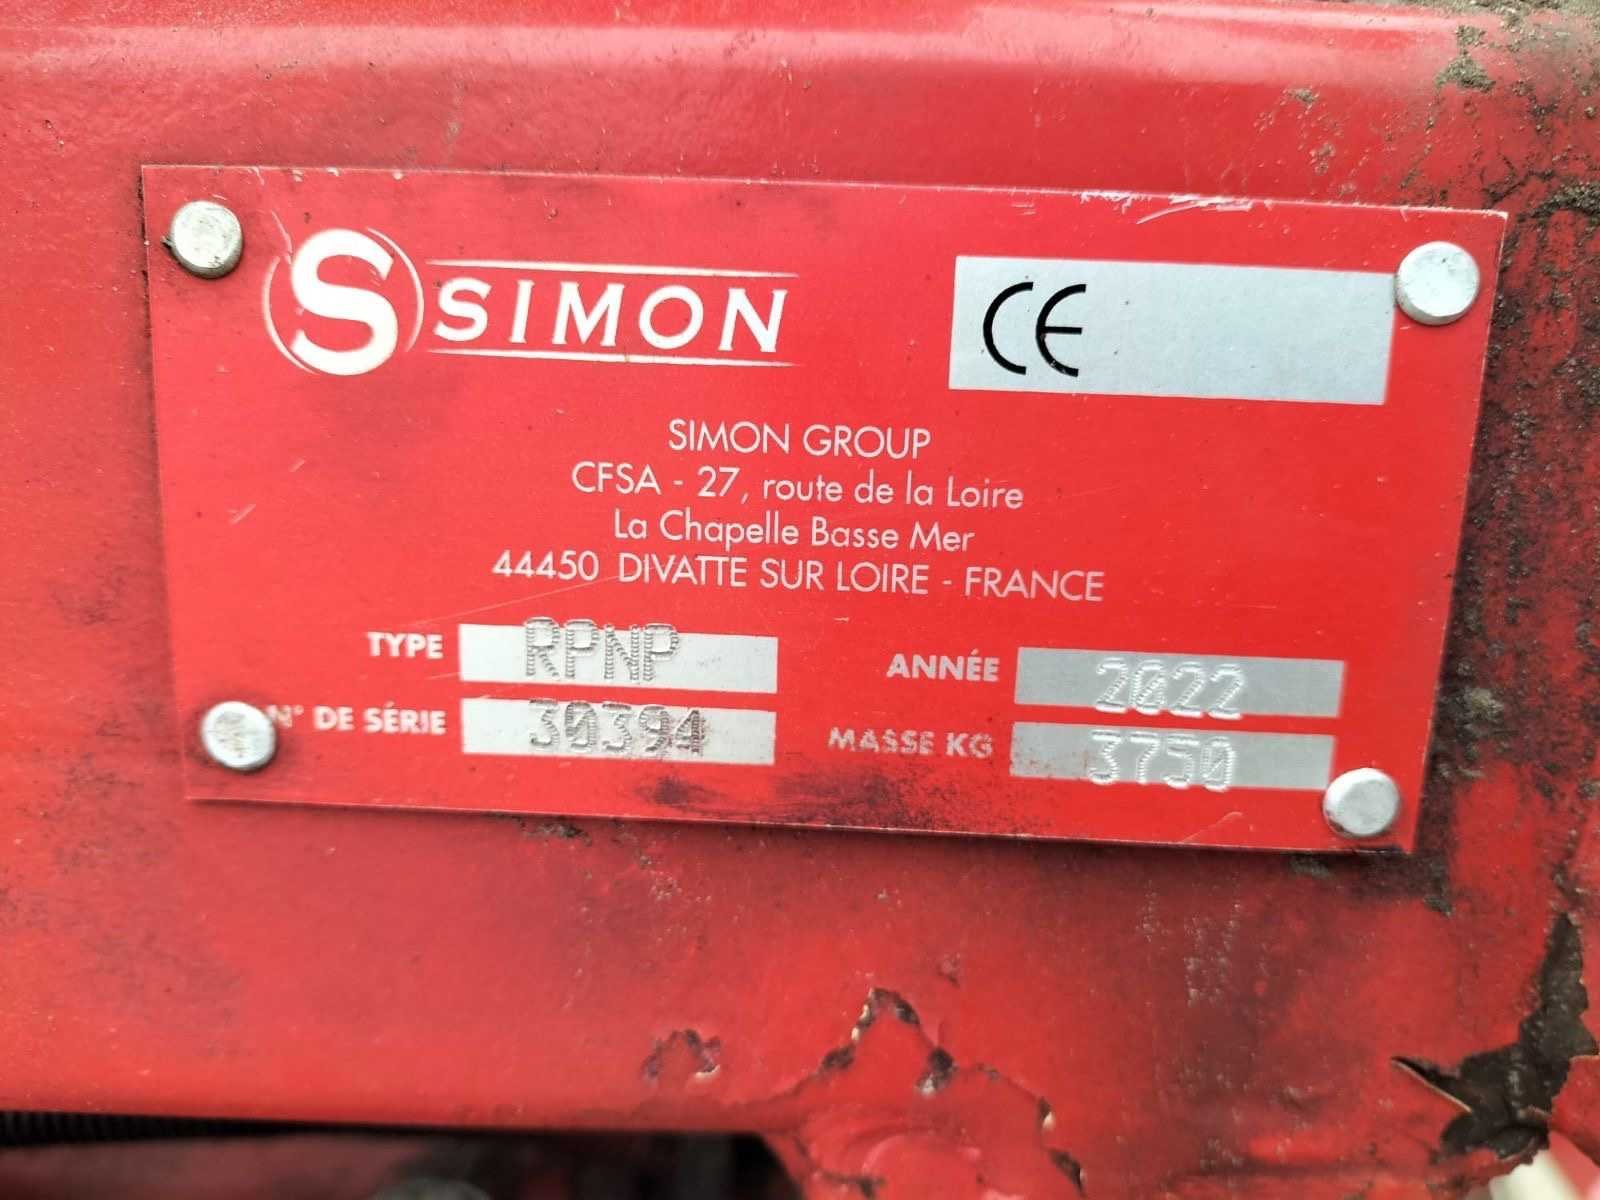 S SIMON
CE
SIMON GROUP
CFSA - 27, route de la Loire
La Chapelle Basse Mer
44450 DIVATTE SUR LOIRE - FRANCE
TYPE RPNP
ANNÉE 2022
N° DE SÉRIE 30394
MASSE KG 3750